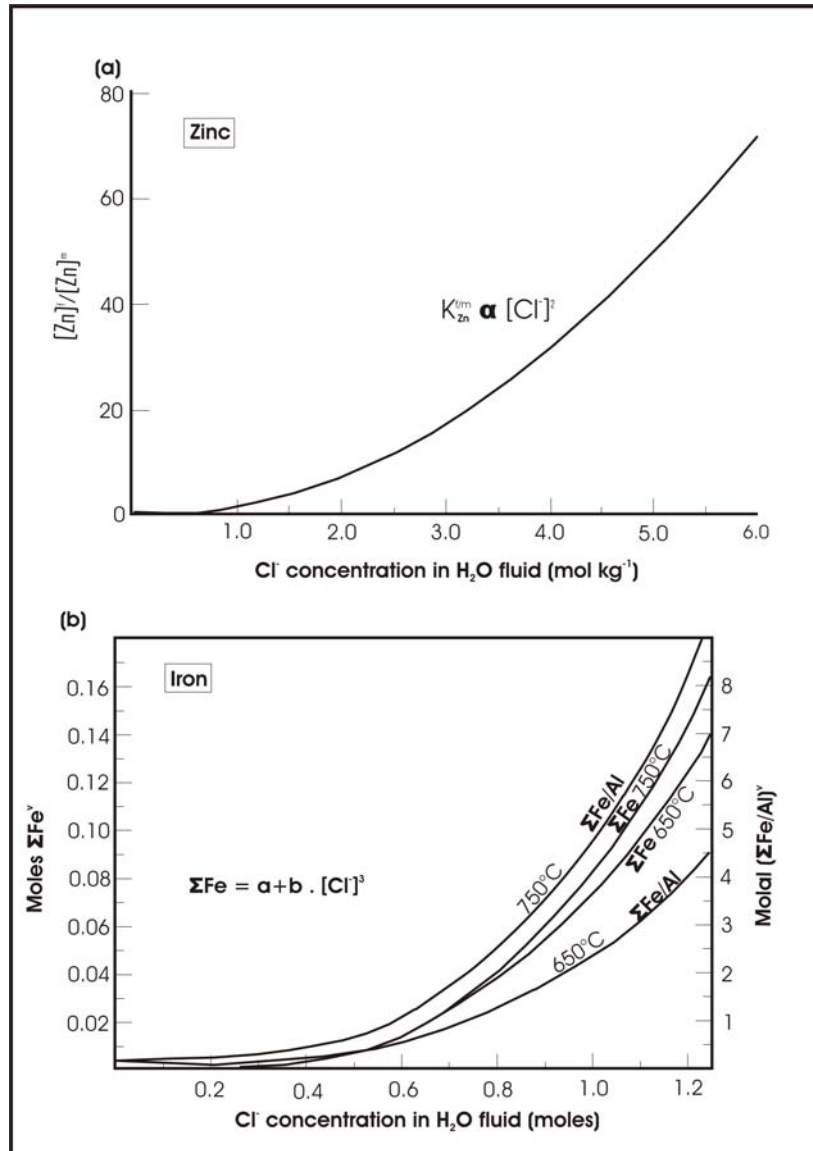 (a)
80
60
40
20
0
Zinc
[Zn]ᶠ/[Zn]ᵐ
K_Zn^f/m α [Cl⁻]²
1.0 2.0 3.0 4.0 5.0 6.0
Cl⁻ concentration in H₂O fluid (mol kg⁻¹)
(b)
Iron
0.16
0.14
0.12
0.10
0.08
0.06
0.04
0.02
Moles ΣFeᵛ
ΣFe = a+b . [Cl⁻]³
750°C
ΣFe/Al
ΣFe 750°C
ΣFe 650°C
650°C
ΣFe/Al
8
7
6
5
4
3
2
1
Molal (ΣFe/Al)ᵛ
0.2 0.4 0.6 0.8 1.0 1.2
Cl⁻ concentration in H₂O fluid (moles)